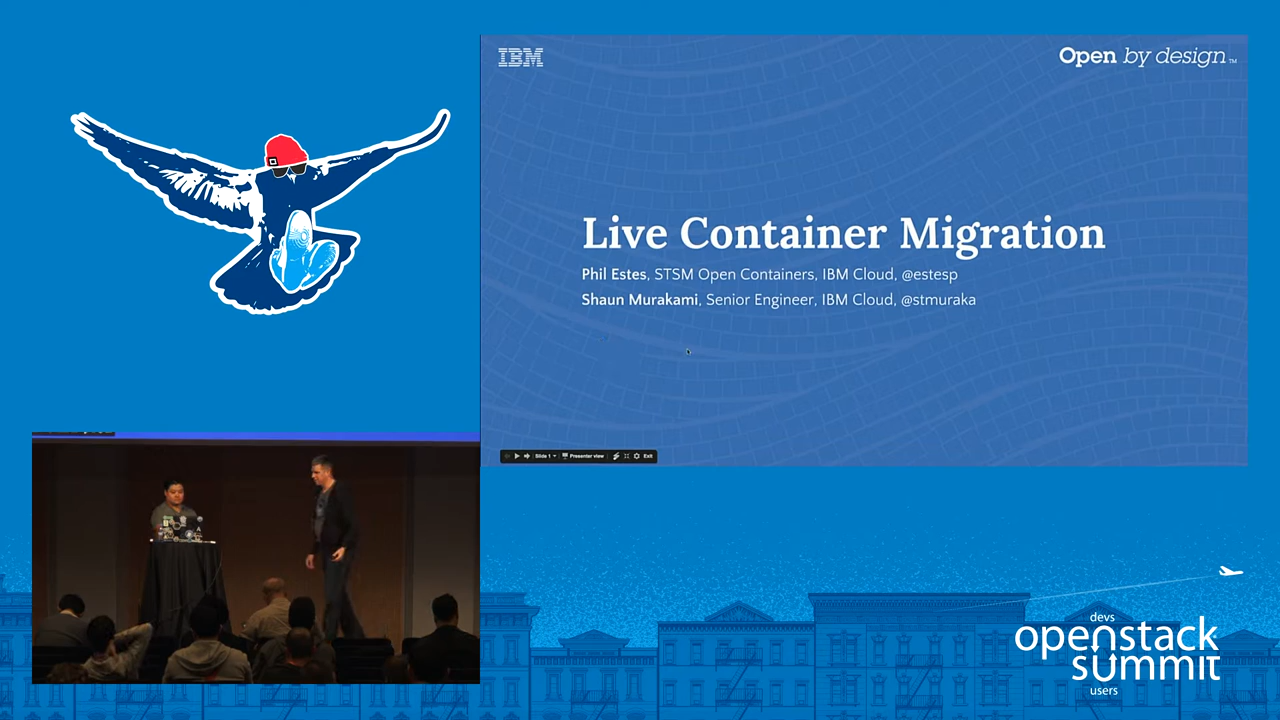 IBM
Open by design™
Live Container Migration
Phil Estes, STSM Open Containers, IBM Cloud, @estesp
Shaun Murakami, Senior Engineer, IBM Cloud, @stmuraka
Slide 1
Presenter view
Exit
devs
openstack
summit
users